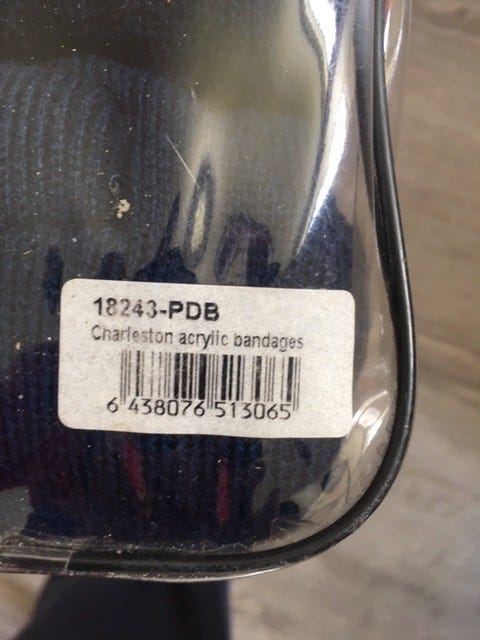 18243-PDB
Charleston acrylic bandages
6 438076 513065